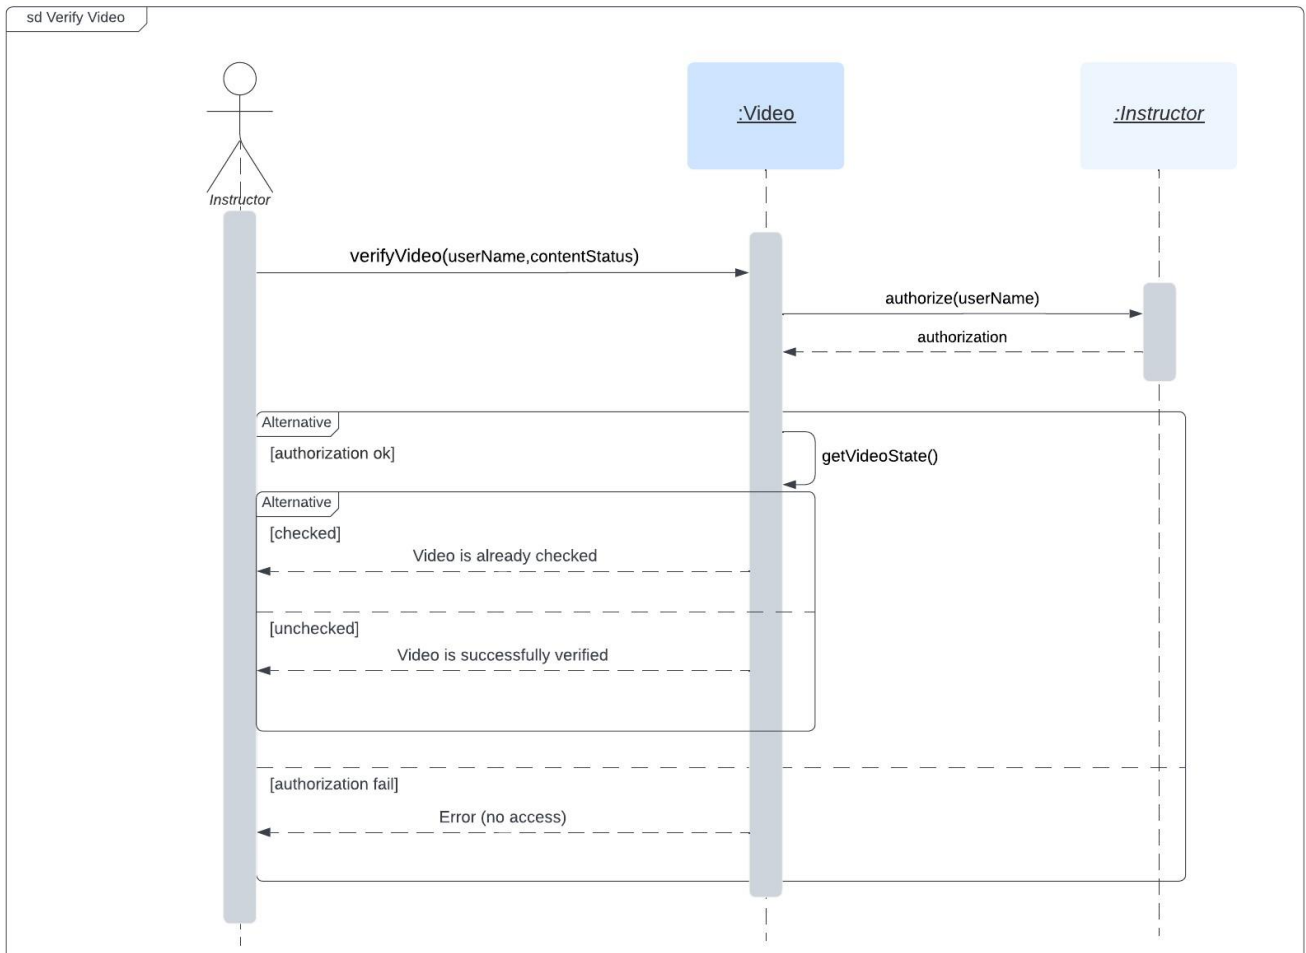 sd Verify Video
:Video
:Instructor
Instructor
verifyVideo(userName,contentStatus)
authorize(userName)
authorization
Alternative
[authorization ok]
getVideoState()
Alternative
[checked]
Video is already checked
[unchecked]
Video is successfully verified
[authorization fail]
Error (no access)